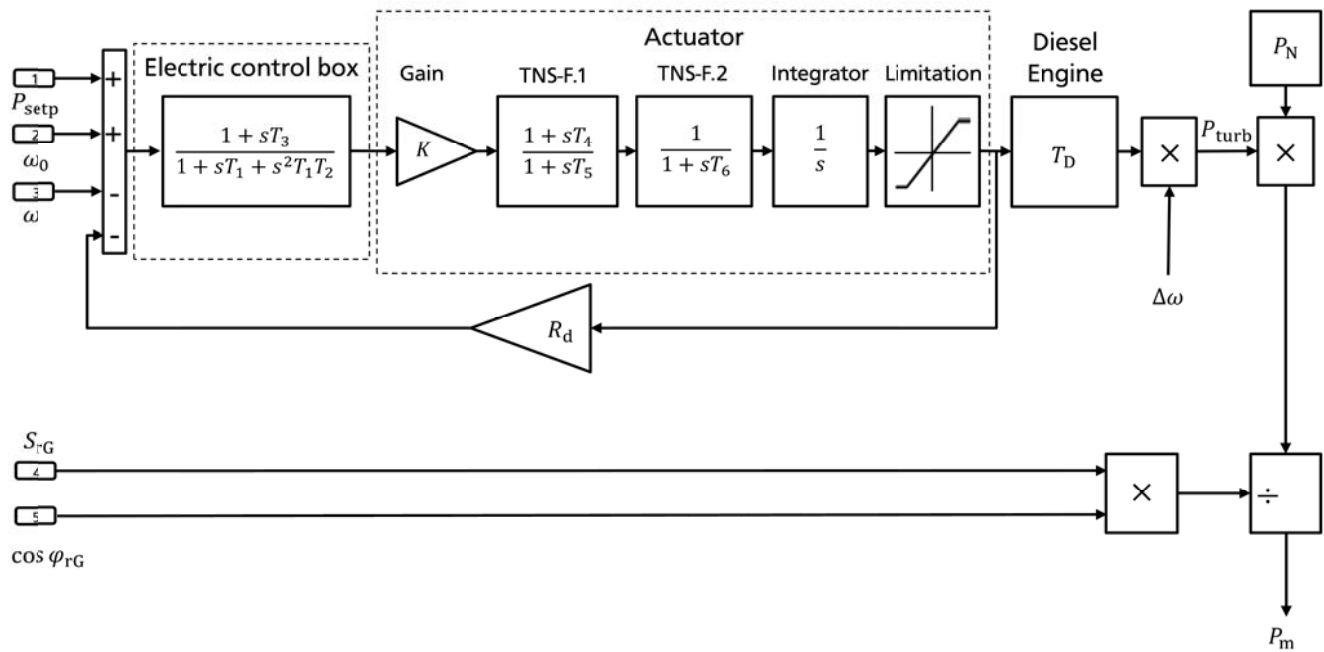 Actuator
Diesel
Engine
P_N
Electric control box
Gain
TNS-F.1
TNS-F.2
Integrator
Limitation
1
P_setp
2
ω_0
3
ω
+
+
-
-
1 + sT_3
1 + sT_1 + s^2T_1T_2
K
1 + sT_4
1 + sT_5
1
1 + sT_6
1
s
T_D
×
P_turb
×
Δω
R_d
S_rG
4
5
cos φ_rG
×
÷
P_m